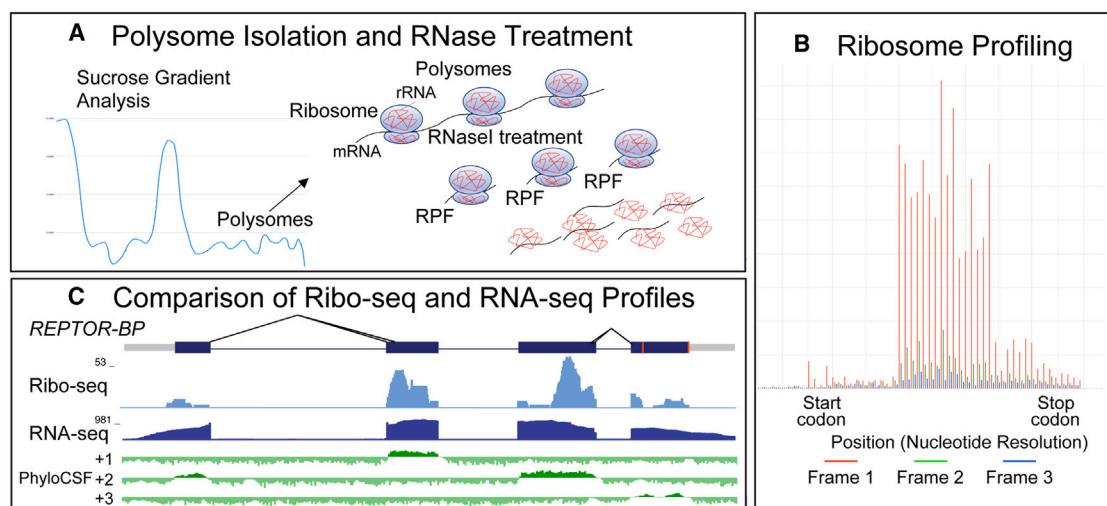 A Polysome Isolation and RNase Treatment
Sucrose Gradient
Analysis
Polysomes
Polysomes
rRNA
Ribosome
mRNA
RNaseI treatment
RPF
RPF
RPF
B Ribosome Profiling
Start
codon
Stop
codon
Position (Nucleotide Resolution)
Frame 1 Frame 2 Frame 3
C Comparison of Ribo-seq and RNA-seq Profiles
REPTOR-BP
53
Ribo-seq
981
RNA-seq
+1
PhyloCSF +2
+3